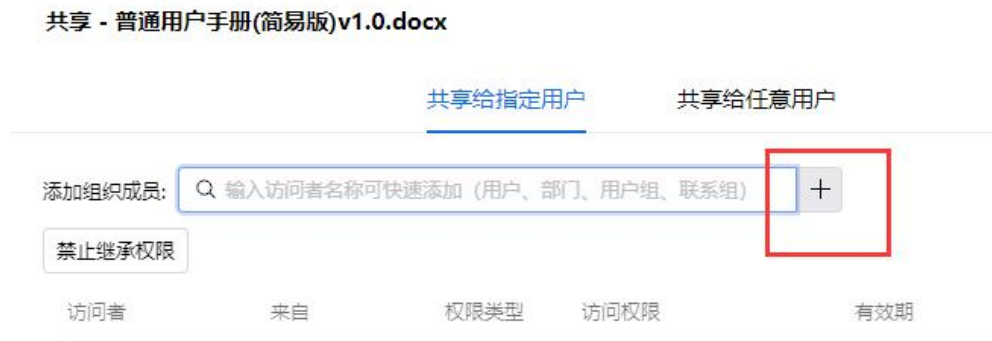 共享 - 普通用户手册(简易版)v1.0.docx
共享给指定用户 共享给任意用户
添加组织成员: 输入访问者名称可快速添加（用户、部门、用户组、联系组） +
禁止继承权限
访问者 来自 权限类型 访问权限 有效期